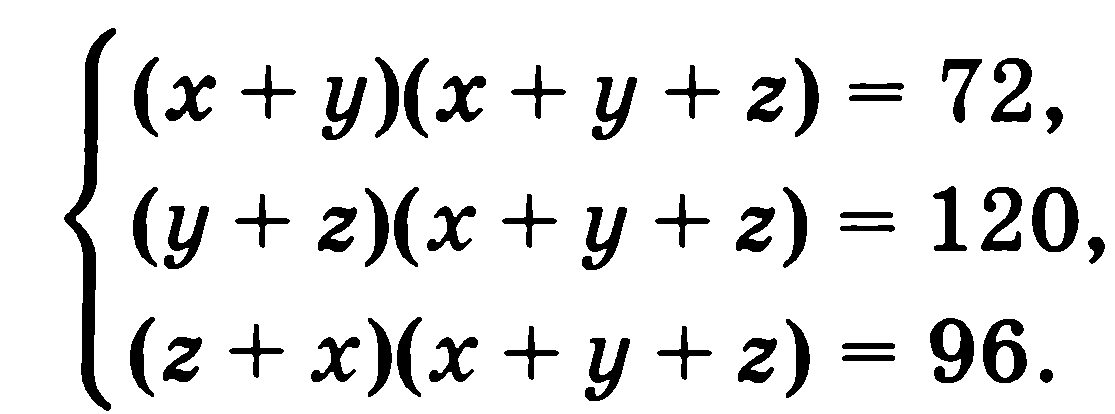 (x + y)(x + y + z) = 72,
(y + z)(x + y + z) = 120,
(z + x)(x + y + z) = 96.